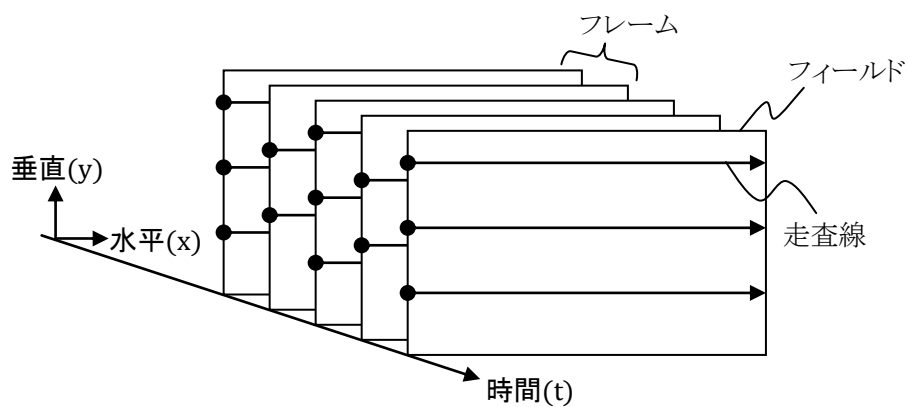 フレーム
フィールド
垂直(y)
水平(x)
走査線
時間(t)